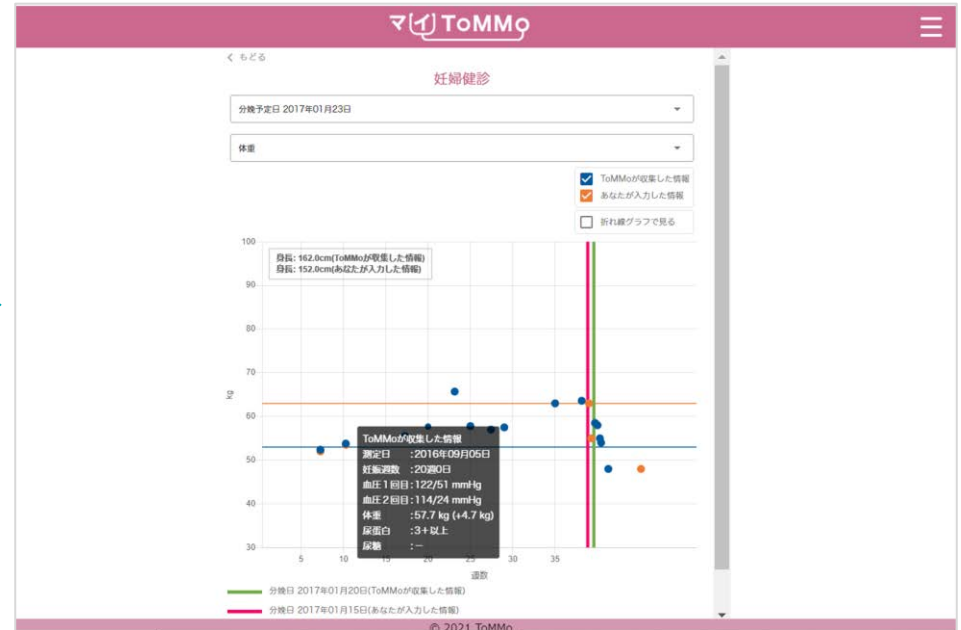 マイ ToMMo
もどる
妊婦健診
分娩予定日 2017年01月23日
体重
ToMMoが収集した情報
あなたが入力した情報
折れ線グラフで見る
身長: 162.0cm(ToMMoが収集した情報)
身長: 152.0cm(あなたが入力した情報)
100
90
80
70
60
50
40
30
kg
ToMMoが収集した情報
測定日 :2016年09月05日
妊娠週数 :20週0日
血圧1回目:122/51 mmHg
血圧2回目:114/24 mmHg
体重 :57.7 kg (+4.7 kg)
尿蛋白 :3+以上
尿糖 :-
5 10 15 20 25 30 35
週数
分娩日 2017年01月20日(ToMMoが収集した情報)
分娩日 2017年01月15日(あなたが入力した情報)
© 2021 ToMMo